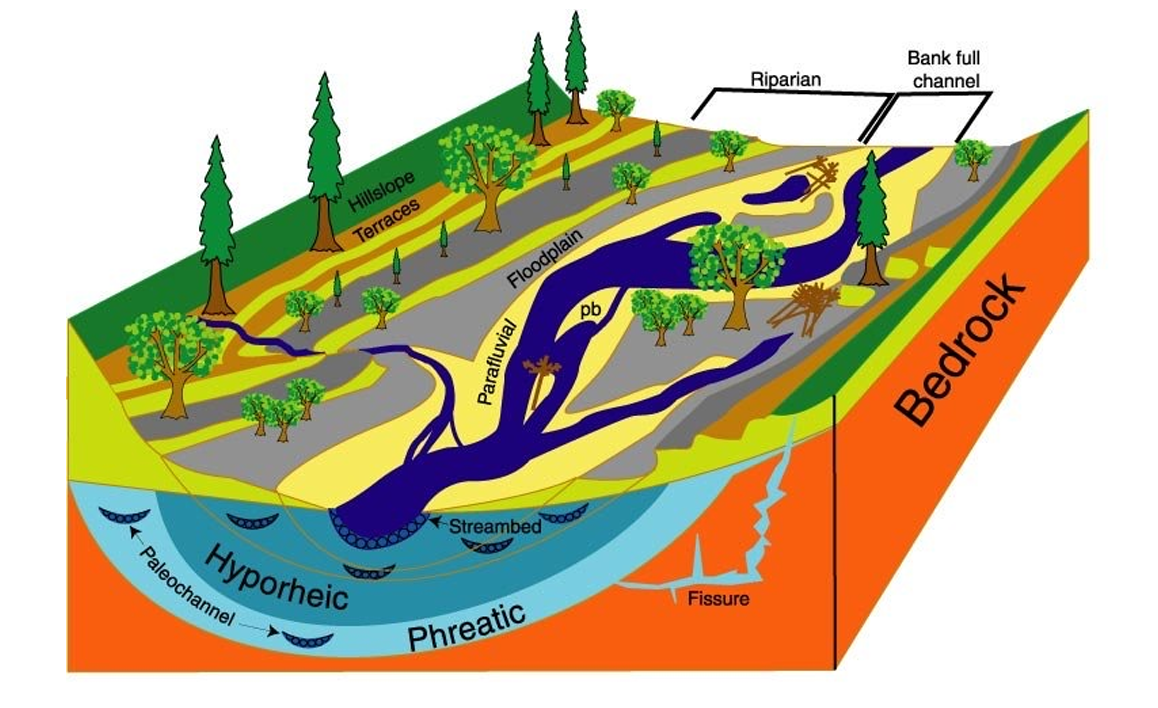 Bank full
channel
Riparian
Hillslope
Terraces
Floodplain
pb
Parafluvial
Bedrock
Streambed
Hyporheic
Paleochannel
Fissure
Phreatic